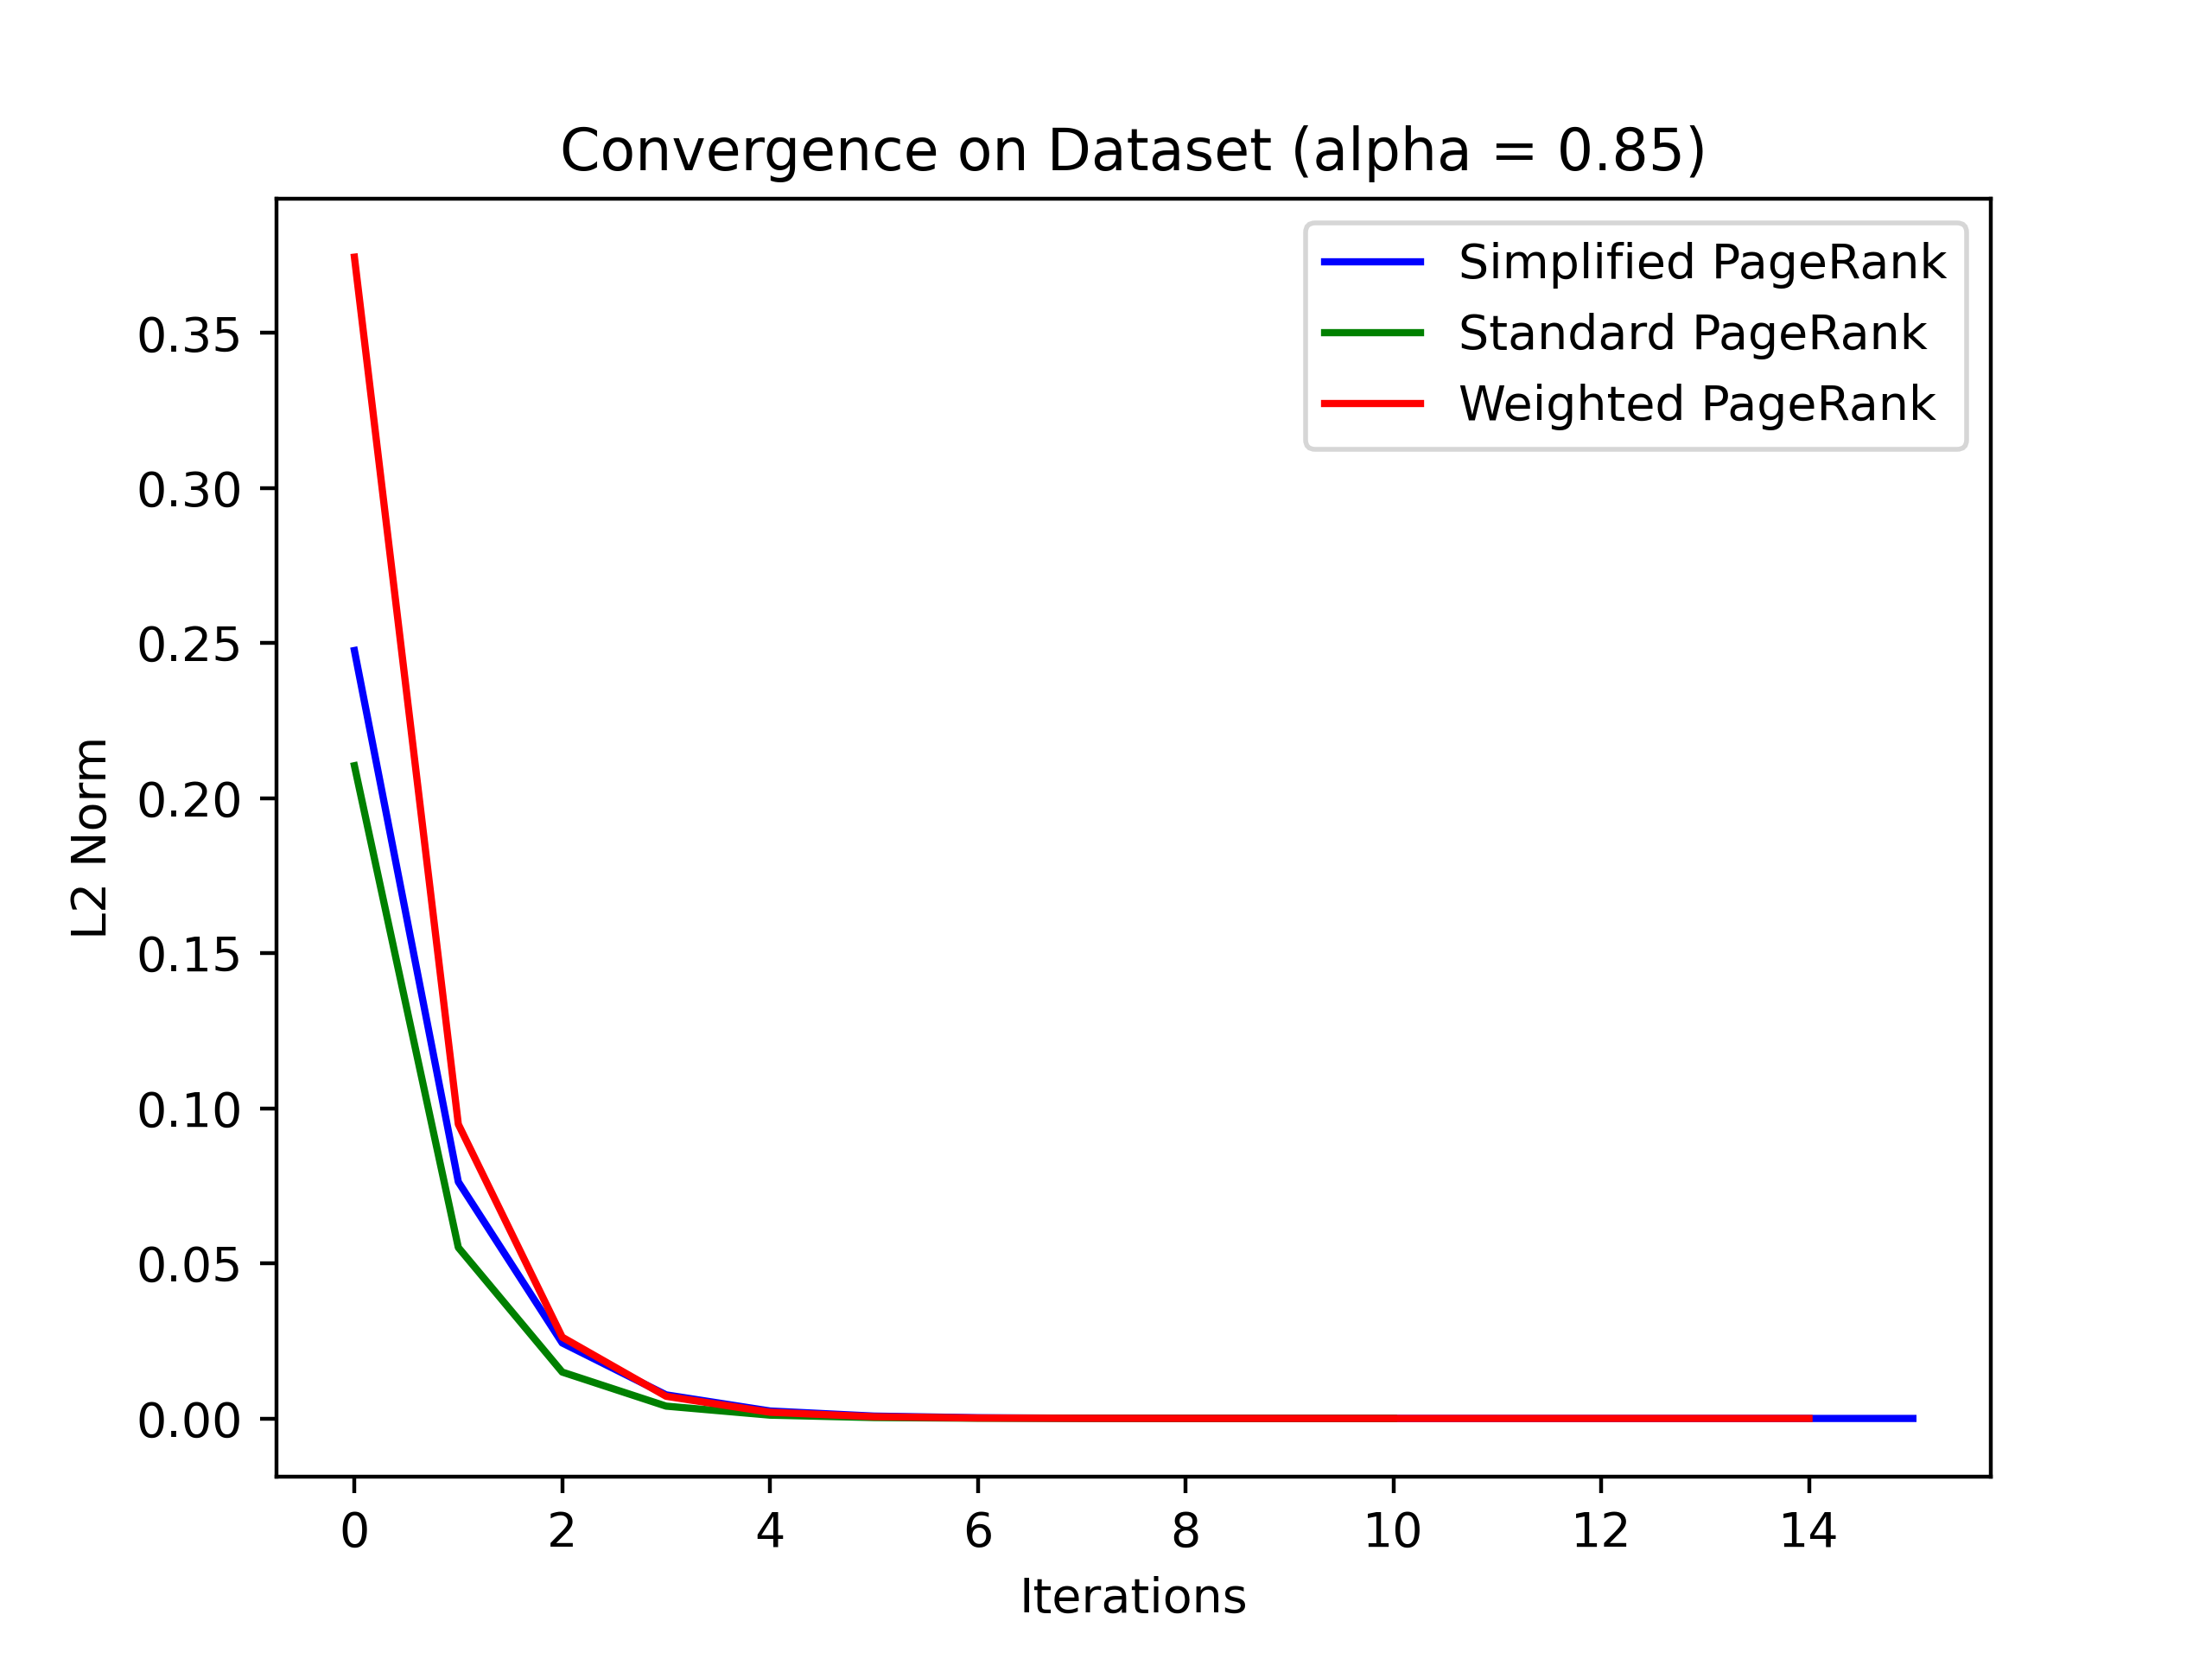 Convergence on Dataset (alpha = 0.85)
Simplified PageRank
Standard PageRank
Weighted PageRank
0.35
0.30
0.25
0.20
0.15
0.10
0.05
0.00
L2 Norm
0 2 4 6 8 10 12 14
Iterations